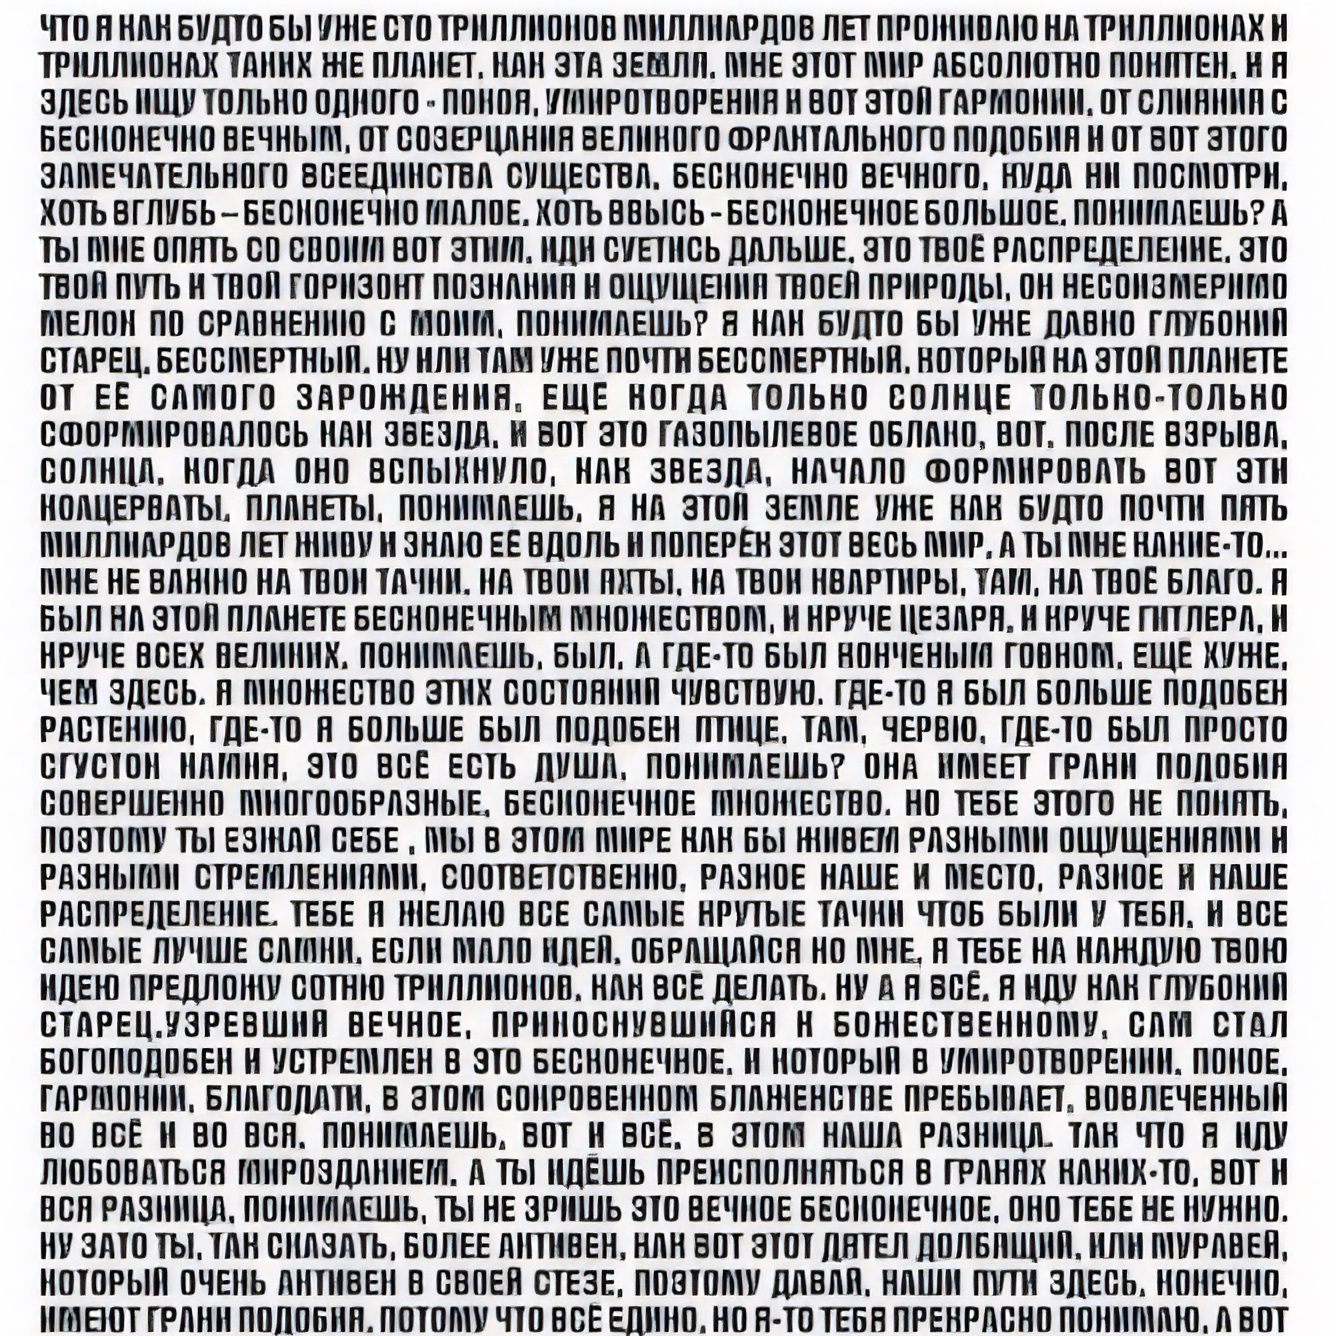 ЧТО Я КАК БУДТО БЫ УЖЕ СТО ТРИЛЛИОНОВ МИЛЛИАРДОВ ЛЕТ ПРОЖИВАЮ НА ТРИЛЛИОНАХ И
ТРИЛЛИОНАХ ТАКИХ ЖЕ ПЛАНЕТ, КАК ЭТА ЗЕМЛЯ, МНЕ ЭТОТ МИР АБСОЛЮТНО ПОНЯТЕН, И Я
ЗДЕСЬ ИЩУ ТОЛЬКО ОДНОГО - ПОКОЯ, УМИРОТВОРЕНИЯ И ВОТ ЭТОЙ ГАРМОНИИ, ОТ СЛИЯНИЯ С
БЕСКОНЕЧНО ВЕЧНЫМ, ОТ СОЗЕРЦАНИЯ ВЕЛИКОГО ФРАКТАЛЬНОГО ПОДОБИЯ И ОТ ВОТ ЭТОГО
ЗАМЕЧАТЕЛЬНОГО ВСЕЕДИНСТВА СУЩЕСТВА, БЕСКОНЕЧНО ВЕЧНОГО, КУДА НИ ПОСМОТРИ,
ХОТЬ ВГЛУБЬ – БЕСКОНЕЧНО МАЛОЕ, ХОТЬ ВВЫСЬ - БЕСКОНЕЧНОЕ БОЛЬШОЕ, ПОНИМАЕШЬ? А
ТЫ МНЕ ОПЯТЬ СО СВОИМ ВОТ ЭТИМ, ИДИ СУЕТИСЬ ДАЛЬШЕ, ЭТО ТВОЁ РАСПРЕДЕЛЕНИЕ, ЭТО
ТВОЙ ПУТЬ И ТВОЙ ГОРИЗОНТ ПОЗНАНИЯ И ОЩУЩЕНИЯ ТВОЕЙ ПРИРОДЫ, ОН НЕСОИЗМЕРИМО
МЕЛОК ПО СРАВНЕНИЮ С МОИМ, ПОНИМАЕШЬ? Я КАК БУДТО БЫ УЖЕ ДАВНО ГЛУБОКИЙ
СТАРЕЦ, БЕССМЕРТНЫЙ, НУ ИЛИ ТАМ УЖЕ ПОЧТИ БЕССМЕРТНЫЙ, КОТОРЫЙ НА ЭТОЙ ПЛАНЕТЕ
ОТ ЕЁ САМОГО ЗАРОЖДЕНИЯ, ЕЩЁ КОГДА ТОЛЬКО СОЛНЦЕ ТОЛЬКО-ТОЛЬКО
СФОРМИРОВАЛОСЬ КАК ЗВЕЗДА, И ВОТ ЭТО ГАЗОПЫЛЕВОЕ ОБЛАКО, ВОТ, ПОСЛЕ ВЗРЫВА,
СОЛНЦА, КОГДА ОНО ВСПЫХНУЛО, КАК ЗВЕЗДА, НАЧАЛО ФОРМИРОВАТЬ ВОТ ЭТИ
КОАЦЕРВАТЫ, ПЛАНЕТЫ, ПОНИМАЕШЬ, Я НА ЭТОЙ ЗЕМЛЕ УЖЕ КАК БУДТО ПОЧТИ ПЯТЬ
МИЛЛИАРДОВ ЛЕТ ЖИВУ И ЗНАЮ ЕЁ ВДОЛЬ И ПОПЕРЁК ЭТОТ ВЕСЬ МИР, А ТЫ МНЕ КАКИЕ-ТО...
МНЕ НЕ ВАЖНО НА ТВОИ ТАЧКИ, НА ТВОИ ЯХТЫ, НА ТВОИ КВАРТИРЫ, ТАМ, НА ТВОЁ БЛАГО. Я
БЫЛ НА ЭТОЙ ПЛАНЕТЕ БЕСКОНЕЧНЫМ МНОЖЕСТВОМ, И КРУЧЕ ЦЕЗАРЯ, И КРУЧЕ ГИТЛЕРА, И
КРУЧЕ ВСЕХ ВЕЛИКИХ, ПОНИМАЕШЬ, БЫЛ, А ГДЕ-ТО БЫЛ КОНЧЕНЫМ ГОВНОМ, ЕЩЁ ХУЖЕ,
ЧЕМ ЗДЕСЬ. Я МНОЖЕСТВО ЭТИХ СОСТОЯНИЙ ЧУВСТВУЮ. ГДЕ-ТО Я БЫЛ БОЛЬШЕ ПОДОБЕН
РАСТЕНИЮ, ГДЕ-ТО Я БОЛЬШЕ БЫЛ ПОДОБЕН ПТИЦЕ, ТАМ, ЧЕРВЮ, ГДЕ-ТО БЫЛ ПРОСТО
СГУСТОК КАМНЯ, ЭТО ВСЁ ЕСТЬ ДУША, ПОНИМАЕШЬ? ОНА ИМЕЕТ ГРАНИ ПОДОБИЯ
СОВЕРШЕННО МНОГООБРАЗНЫЕ, БЕСКОНЕЧНОЕ МНОЖЕСТВО. НО ТЕБЕ ЭТОГО НЕ ПОНЯТЬ,
ПОЭТОМУ ТЫ ЕЗЖАЙ СЕБЕ , МЫ В ЭТОМ МИРЕ КАК БЫ ЖИВЕМ РАЗНЫМИ ОЩУЩЕНИЯМИ И
РАЗНЫМИ СТРЕМЛЕНИЯМИ, СООТВЕТСТВЕННО, РАЗНОЕ НАШЕ И МЕСТО, РАЗНОЕ И НАШЕ
РАСПРЕДЕЛЕНИЕ. ТЕБЕ Я ЖЕЛАЮ ВСЕ САМЫЕ КРУТЫЕ ТАЧКИ ЧТОБ БЫЛИ У ТЕБЯ, И ВСЕ
САМЫЕ ЛУЧШЕ САМКИ, ЕСЛИ МАЛО ИДЕЙ, ОБРАЩАЙСЯ КО МНЕ, Я ТЕБЕ НА КАЖДУЮ ТВОЮ
ИДЕЮ ПРЕДЛОЖУ СОТНЮ ТРИЛЛИОНОВ, КАК ВСЁ ДЕЛАТЬ. НУ А Я ВСЁ, Я ИДУ КАК ГЛУБОКИЙ
СТАРЕЦ,УЗРЕВШИЙ ВЕЧНОЕ, ПРИКОСНУВШИЙСЯ К БОЖЕСТВЕННОМУ, САМ СТАЛ
БОГОПОДОБЕН И УСТРЕМЛЕН В ЭТО БЕСКОНЕЧНОЕ, И КОТОРЫЙ В УМИРОТВОРЕНИИ, ПОКОЕ,
ГАРМОНИИ, БЛАГОДАТИ, В ЭТОМ СОКРОВЕННОМ БЛАЖЕНСТВЕ ПРЕБЫВАЕТ, ВОВЛЕЧЕННЫЙ
ВО ВСЁ И ВО ВСЯ, ПОНИМАЕШЬ, ВОТ И ВСЁ, В ЭТОМ НАША РАЗНИЦА. ТАК ЧТО Я ИДУ
ЛЮБОВАТЬСЯ МИРОЗДАНИЕМ, А ТЫ ИДЁШЬ ПРЕИСПОЛНЯТЬСЯ В ГРАНЯХ КАКИХ-ТО, ВОТ И
ВСЯ РАЗНИЦА, ПОНИМАЕШЬ, ТЫ НЕ ЗРИШЬ ЭТО ВЕЧНОЕ БЕСКОНЕЧНОЕ, ОНО ТЕБЕ НЕ НУЖНО.
НУ ЗАТО ТЫ, ТАК СКАЗАТЬ, БОЛЕЕ АКТИВЕН, КАК ВОТ ЭТОТ ДЯТЕЛ ДОЛБЯЩИЙ, ИЛИ МУРАВЕЙ,
КОТОРЫЙ ОЧЕНЬ АКТИВЕН В СВОЕЙ СТЕЗЕ, ПОЭТОМУ ДАВАЙ, НАШИ ПУТИ ЗДЕСЬ, КОНЕЧНО,
ИМЕЮТ ГРАНИ ПОДОБИЯ, ПОТОМУ ЧТО ВСЁ ЕДИНО, НО Я-ТО ТЕБЯ ПРЕКРАСНО ПОНИМАЮ, А ВОТ